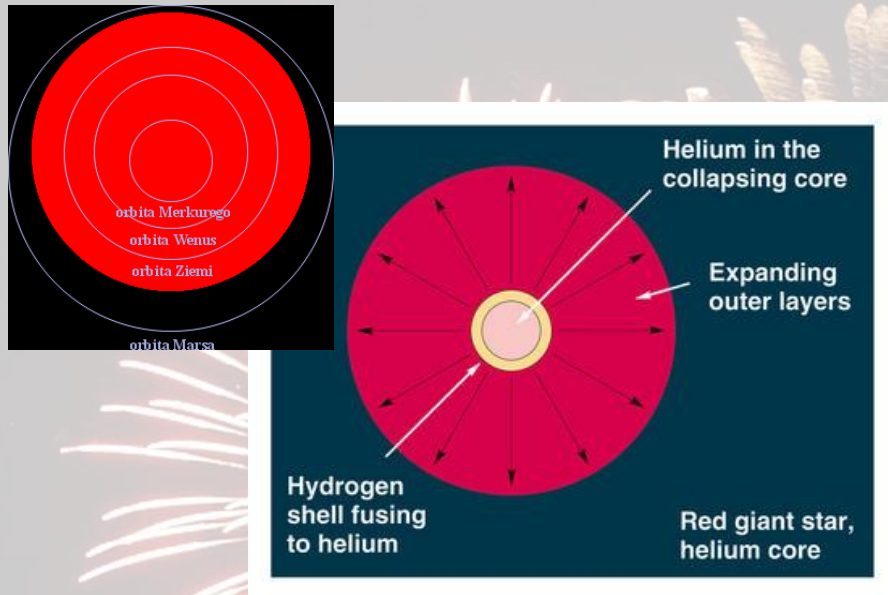 orbita Merkurego
orbita Wenus
orbita Ziemi
orbita Marsa
Helium in the
collapsing core
Expanding
outer layers
Hydrogen
shell fusing
to helium
Red giant star,
helium core